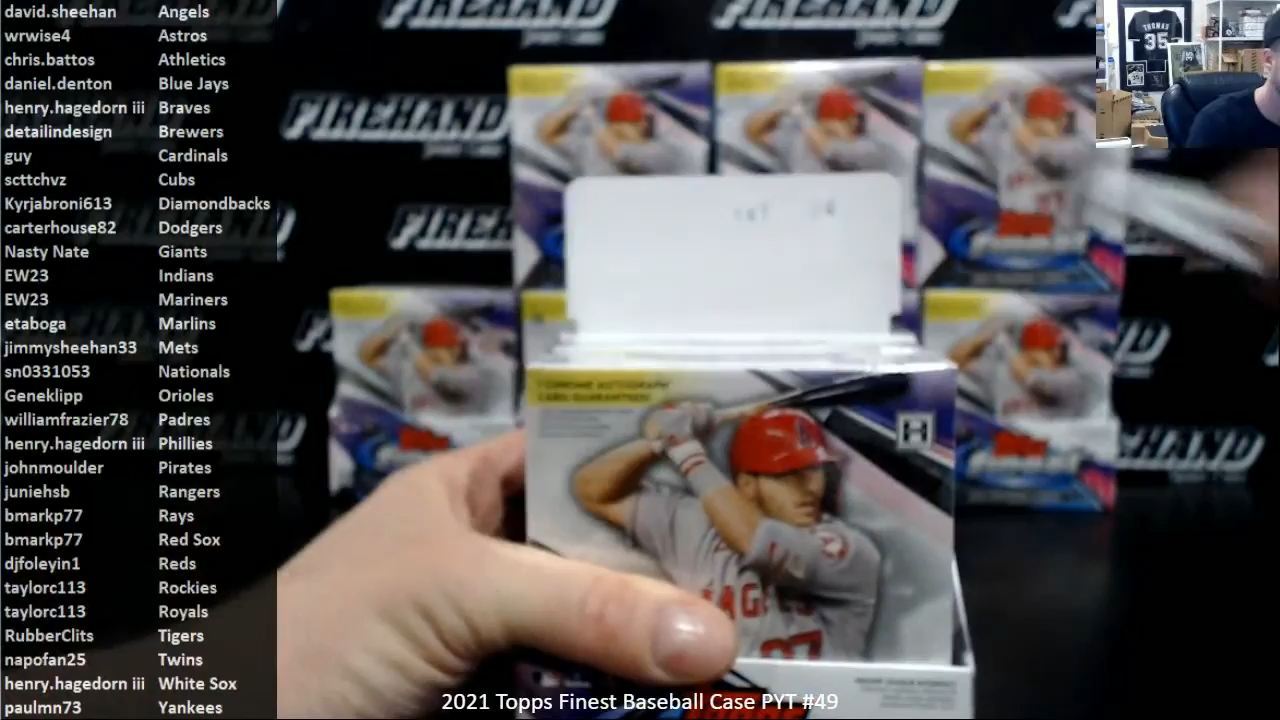 david.sheehan Angels
wrwise4 Astros
chris.battos Athletics
daniel.denton Blue Jays
henry.hagedorn iii Braves
detailindesign Brewers
guy Cardinals
scttchvz Cubs
Kyrjabroni613 Diamondbacks
carterhouse82 Dodgers
Nasty Nate Giants
EW23 Indians
EW23 Mariners
etaboga Marlins
jimmysheehan33 Mets
sn0331053 Nationals
Geneklipp Orioles
williamfrazier78 Padres
henry.hagedorn iii Phillies
johnmoulder Pirates
juniehsb Rangers
bmarkp77 Rays
bmarkp77 Red Sox
djfoleyin1 Reds
taylorc113 Rockies
taylorc113 Royals
RubberClits Tigers
napofan25 Twins
henry.hagedorn iii White Sox
paulmn73 Yankees
FIREHAND
FIREHAND
THOMAS
35
1 CHROME AUTOGRAPH
CARD GUARANTEED!
H
2021 Topps Finest Baseball Case PYT #49